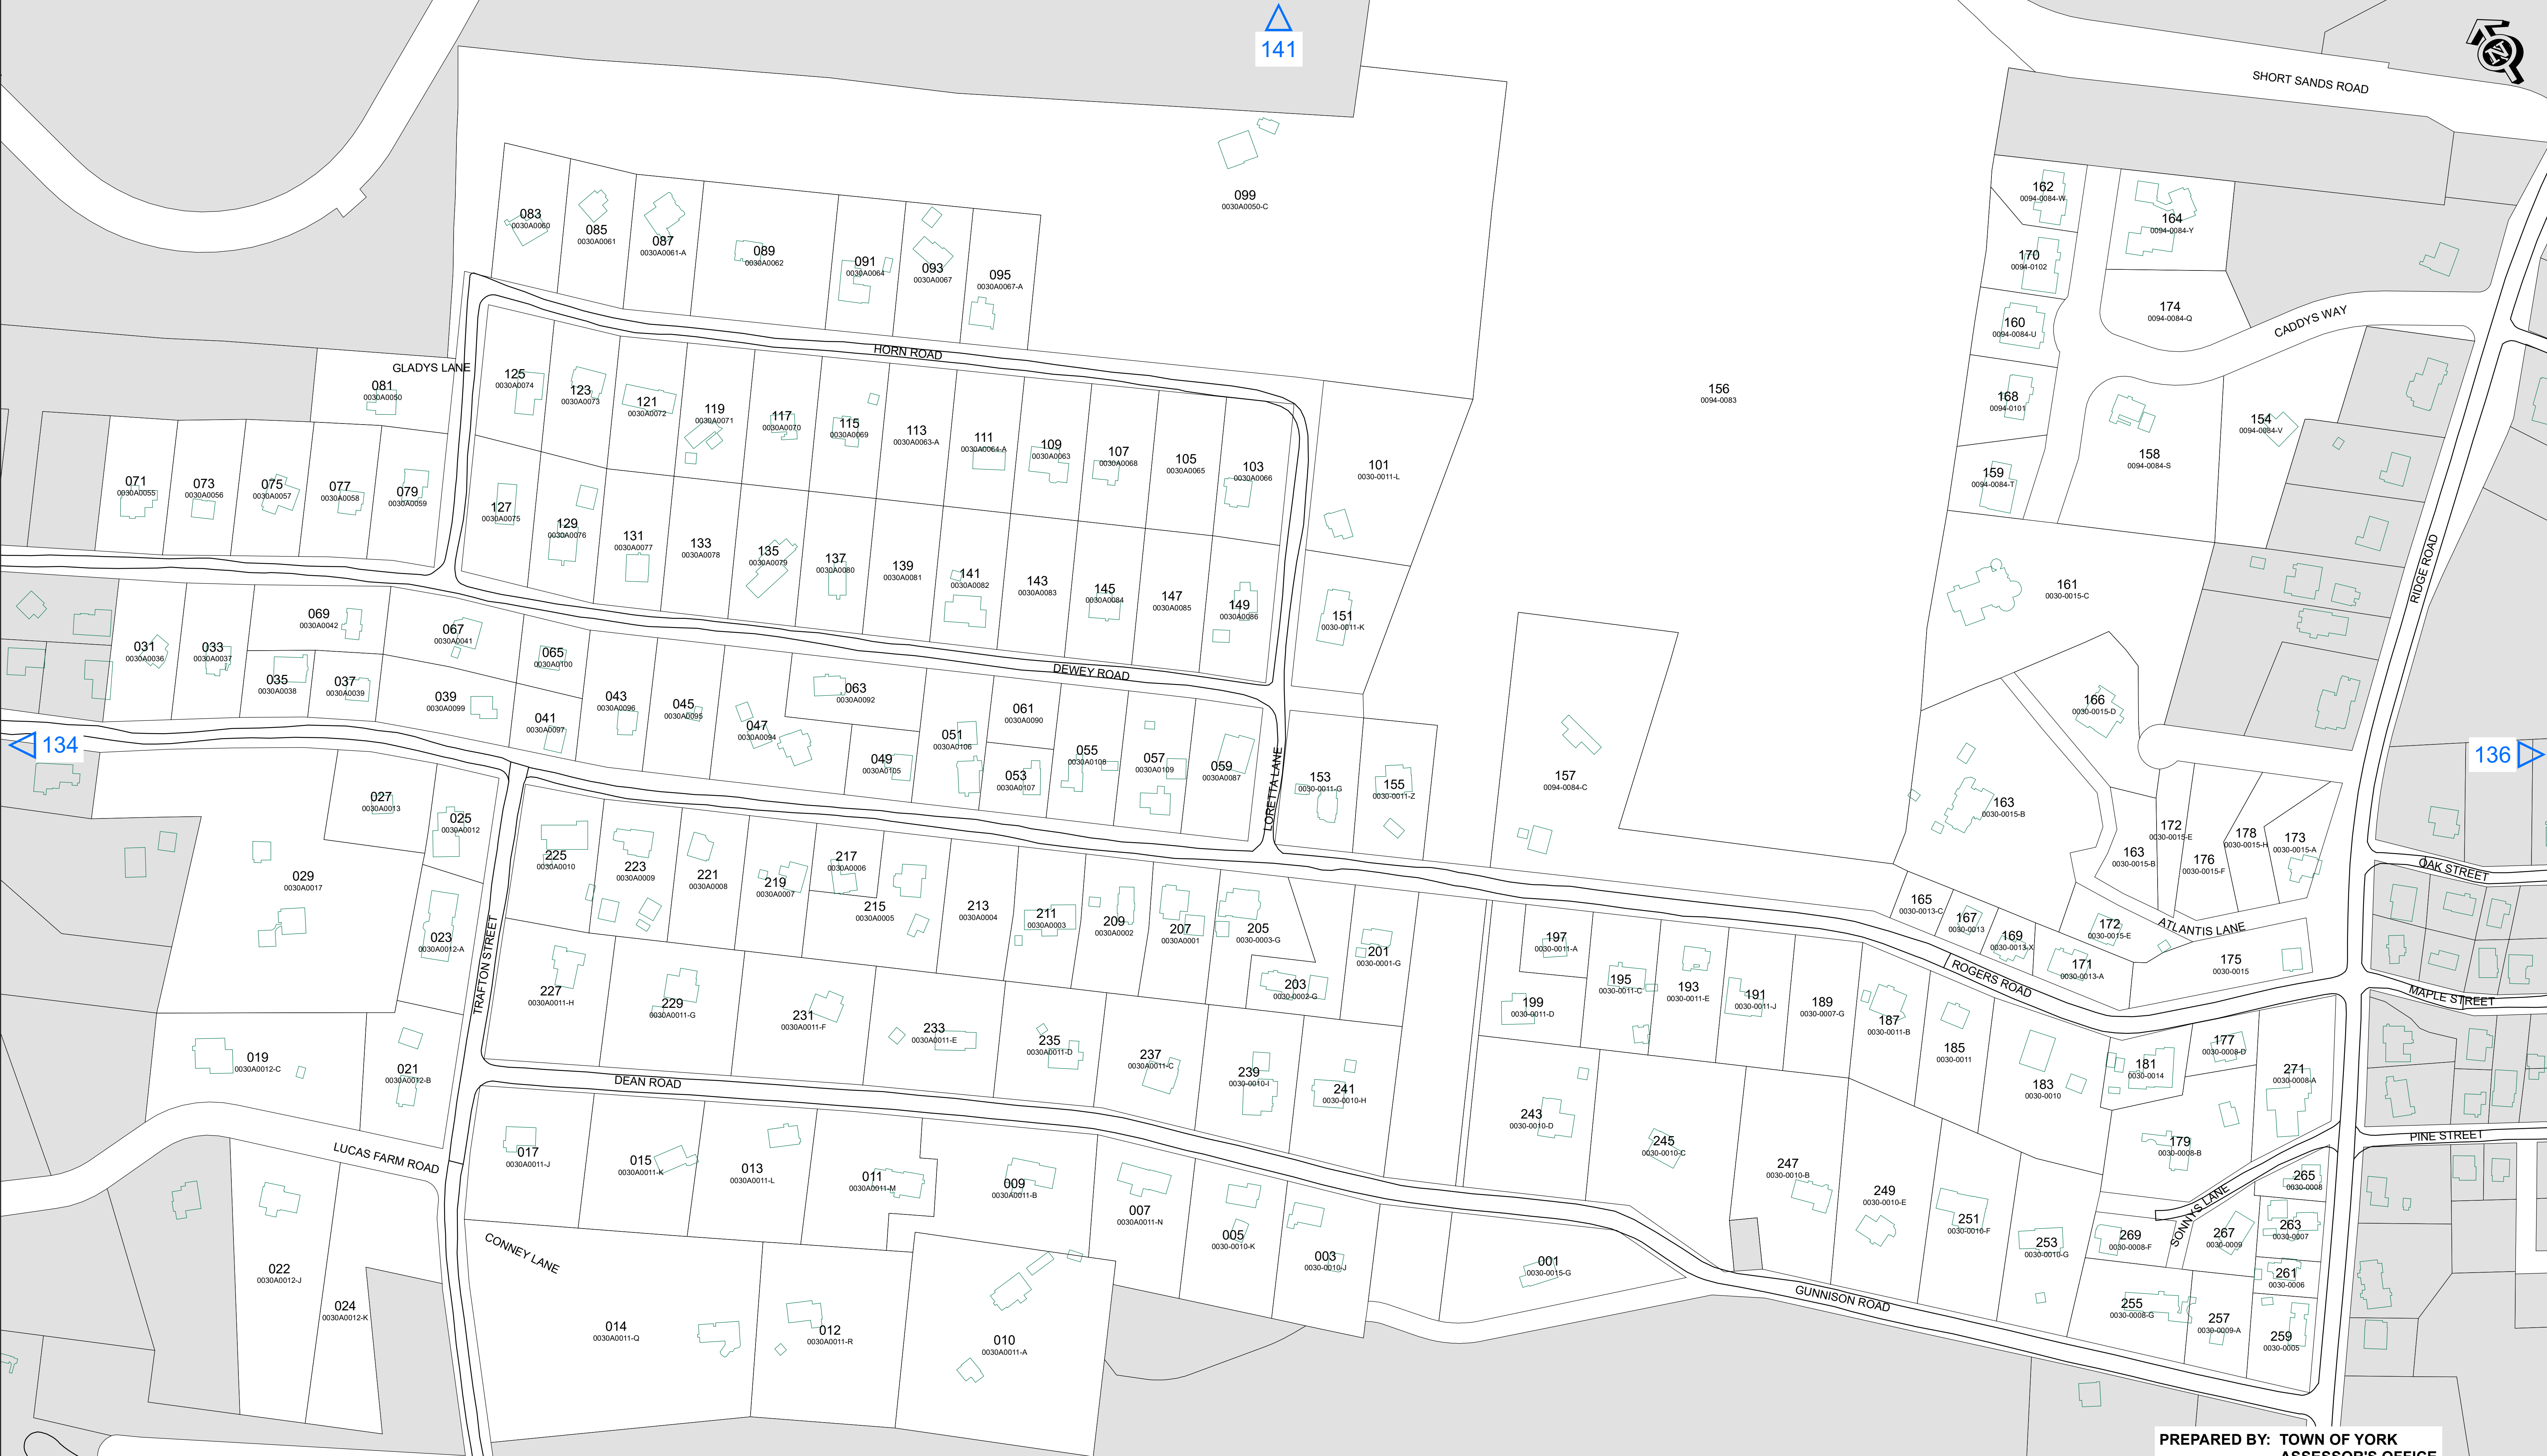 141
SHORT SANDS ROAD
N
162
0094-0084-W
164
0094-0084-Y
099
0030A0050-C
083
0030A0060
085
0030A0061
087
0030A0061-A
089
0030A0062
091
0030A0064
093
0030A0067
095
0030A0067-A
170
0094-0102
174
0094-0084-Q
160
0094-0084-U
CADDYS WAY
HORN ROAD
GLADYS LANE
081
0030A0050
125
0030A0074
123
0030A0073
121
0030A0072
119
0030A0071
117
0030A0070
115
0030A0069
113
0030A0063-A
111
0030A0064-A
109
0030A0063
107
0030A0068
105
0030A0065
103
0030A0066
101
0030-0011-L
156
0094-0083
168
0094-0101
154
0094-0084-V
158
0094-0084-S
159
0094-0084-T
071
0030A0055
073
0030A0056
075
0030A0057
077
0030A0058
079
0030A0059
127
0030A0075
129
0030A0076
131
0030A0077
133
0030A0078
135
0030A0079
137
0030A0080
139
0030A0081
141
0030A0082
143
0030A0083
145
0030A0084
147
0030A0085
149
0030A0086
151
0030-0011-K
161
0030-0015-C
RIDGE ROAD
031
0030A0036
033
0030A0037
069
0030A0042
035
0030A0038
037
0030A0039
067
0030A0041
039
0030A0099
065
0030A0100
041
0030A0097
043
0030A0096
045
0030A0095
047
0030A0094
063
0030A0092
DEWEY ROAD
049
0030A0105
051
0030A0106
061
0030A0090
053
0030A0107
055
0030A0108
057
0030A0109
059
0030A0087
LORETTA LANE
153
0030-0011-G
155
0030-0011-Z
157
0094-0084-C
166
0030-0015-D
163
0030-0015-B
172
0030-0015-E
163
0030-0015-B
176
0030-0015-F
178
0030-0015-H
173
0030-0015-A
134
136
OAK STREET
027
0030A0013
025
0030A0012
029
0030A0017
023
0030A0012-A
TRAFTON STREET
225
0030A0010
223
0030A0009
221
0030A0008
219
0030A0007
217
0030A0006
215
0030A0005
213
0030A0004
211
0030A0003
209
0030A0002
207
0030A0001
205
0030-0003-G
203
0030-0002-G
201
0030-0001-G
197
0030-0011-A
199
0030-0011-D
195
0030-0011-C
193
0030-0011-E
191
0030-0011-J
189
0030-0007-G
187
0030-0011-B
185
0030-0011
183
0030-0010
165
0030-0013-C
167
0030-0013
169
0030-0013-X
171
0030-0013-A
172
0030-0015-E
ATLANTIS LANE
175
0030-0015
ROGERS ROAD
MAPLE STREET
227
0030A0011-H
229
0030A0011-G
231
0030A0011-F
233
0030A0011-E
235
0030A0011-D
237
0030A0011-C
239
0030-0010-I
241
0030-0010-H
243
0030-0010-D
245
0030-0010-C
247
0030-0010-B
249
0030-0010-E
251
0030-0010-F
253
0030-0010-G
181
0030-0014
177
0030-0008-D
271
0030-0008-A
179
0030-0008-B
PINE STREET
SONNYS LANE
265
0030-0008
263
0030-0007
267
0030-0009
269
0030-0008-F
261
0030-0006
255
0030-0008-G
257
0030-0009-A
259
0030-0005
019
0030A0012-C
021
0030A0012-B
DEAN ROAD
LUCAS FARM ROAD
017
0030A0011-J
015
0030A0011-K
013
0030A0011-L
011
0030A0011-M
009
0030A0011-B
007
0030A0011-N
005
0030-0010-K
003
0030-0010-J
001
0030-0015-G
GUNNISON ROAD
CONNEY LANE
022
0030A0012-J
024
0030A0012-K
014
0030A0011-Q
012
0030A0011-R
010
0030A0011-A
PREPARED BY: TOWN OF YORK
ASSESSOR'S OFFICE